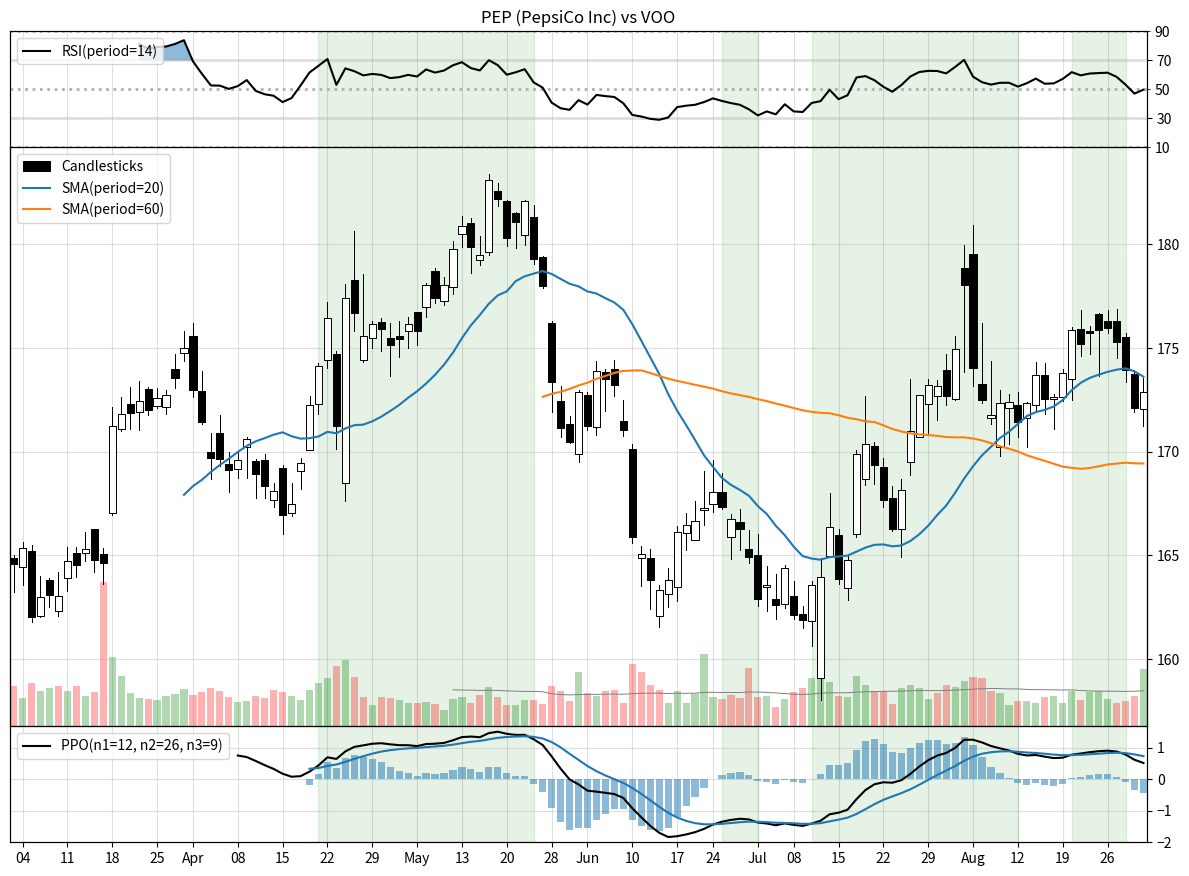 PEP (PepsiCo Inc) vs VOO
RSI(period=14)
90
70
50
30
10
Candlesticks
SMA(period=20)
SMA(period=60)
180
175
170
165
160
PPO(n1=12, n2=26, n3=9)
1
0
−1
−2
04 11 18 25 Apr 08 15 22 29 May 13 20 28 Jun 10 17 24 Jul 08 15 22 29 Aug 12 19 26